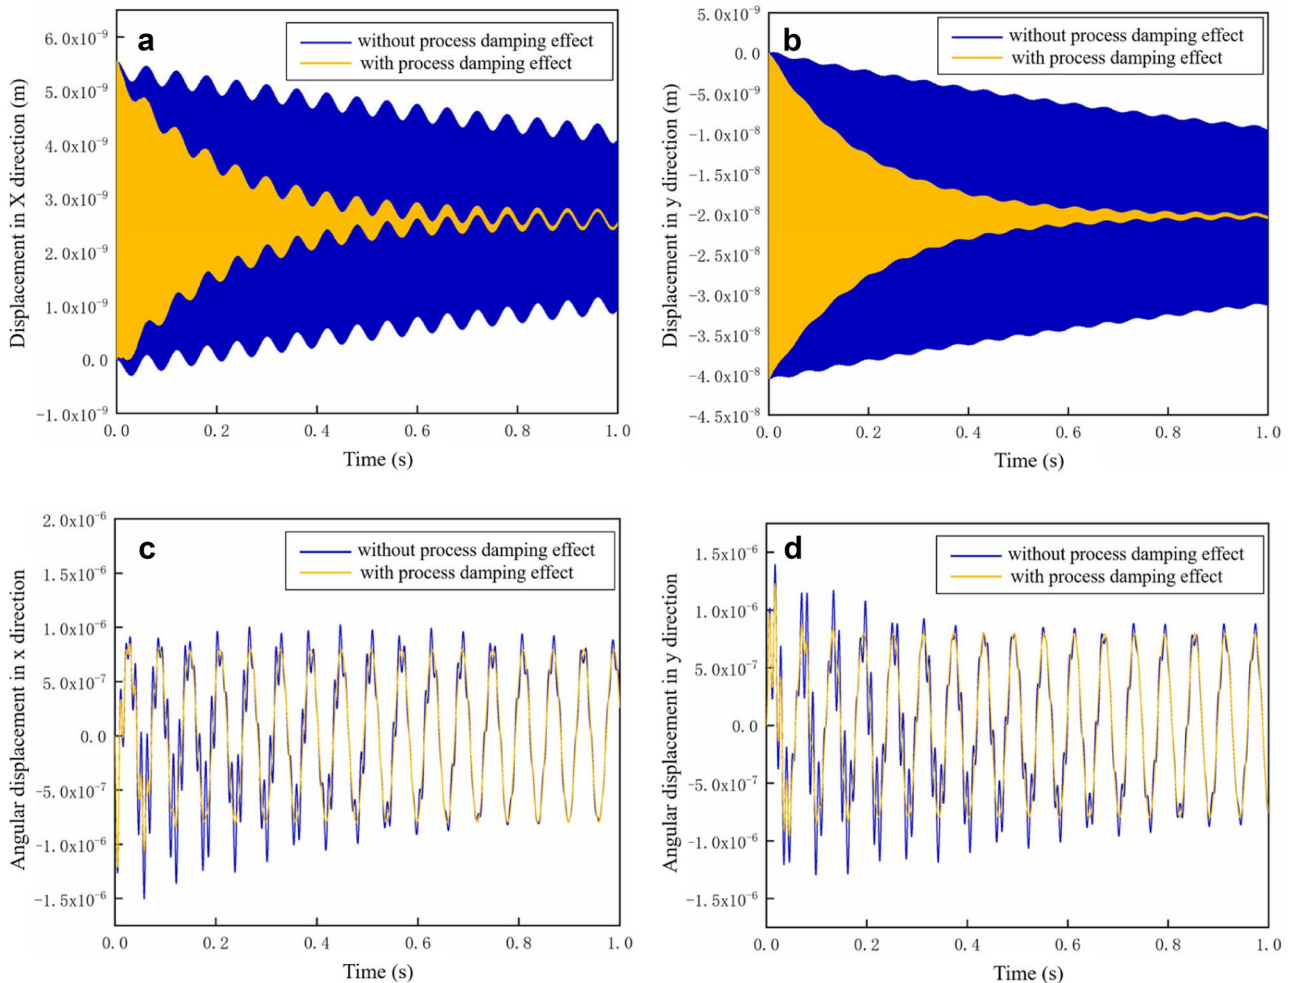 a
without process damping effect
with process damping effect
Displacement in X direction (m)
6.0x10⁻⁹
5.0x10⁻⁹
4.0x10⁻⁹
3.0x10⁻⁹
2.0x10⁻⁹
1.0x10⁻⁹
0.0
-1.0x10⁻⁹
0.0 0.2 0.4 0.6 0.8 1.0
Time (s)
b
without process damping effect
with process damping effect
Displacement in y direction (m)
5.0x10⁻⁹
0.0
-5.0x10⁻⁹
-1.0x10⁻⁸
-1.5x10⁻⁸
-2.0x10⁻⁸
-2.5x10⁻⁸
-3.0x10⁻⁸
-3.5x10⁻⁸
-4.0x10⁻⁸
-4.5x10⁻⁸
0.0 0.2 0.4 0.6 0.8 1.0
Time (s)
c
without process damping effect
with process damping effect
Angular displacement in x direction
2.0x10⁻⁶
1.5x10⁻⁶
1.0x10⁻⁶
5.0x10⁻⁷
0.0
-5.0x10⁻⁷
-1.0x10⁻⁶
-1.5x10⁻⁶
0.0 0.2 0.4 0.6 0.8 1.0
Time (s)
d
without process damping effect
with process damping effect
Angular displacement in y direction
1.5x10⁻⁶
1.0x10⁻⁶
5.0x10⁻⁷
0.0
-5.0x10⁻⁷
-1.0x10⁻⁶
-1.5x10⁻⁶
0.0 0.2 0.4 0.6 0.8 1.0
Time (s)